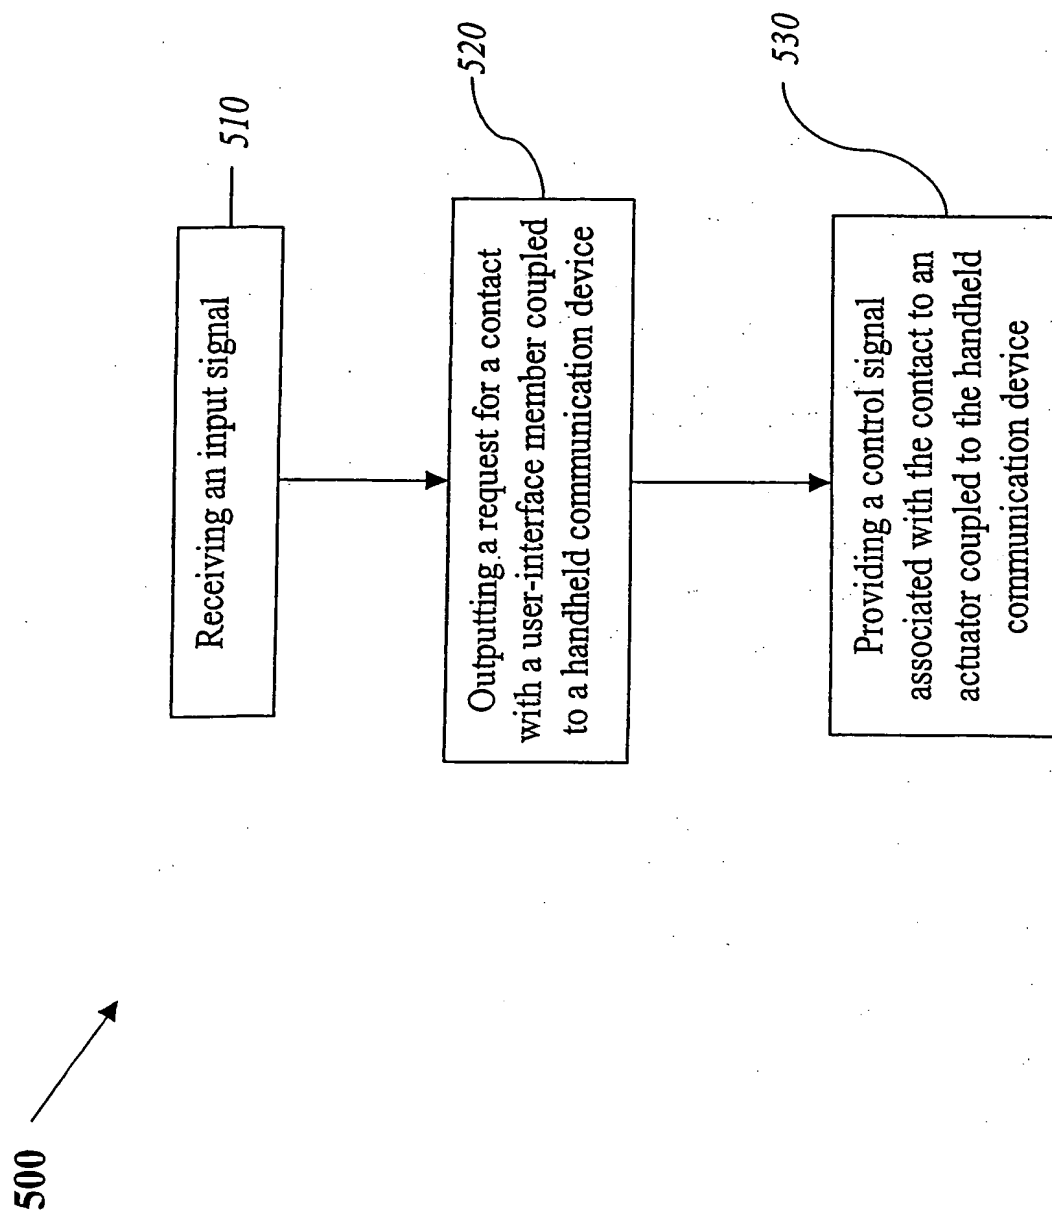 500
Receiving an input signal
510
Outputting a request for a contact
with a user-interface member coupled
to a handheld communication device
520
Providing a control signal
associated with the contact to an
actuator coupled to the handheld
communication device
530